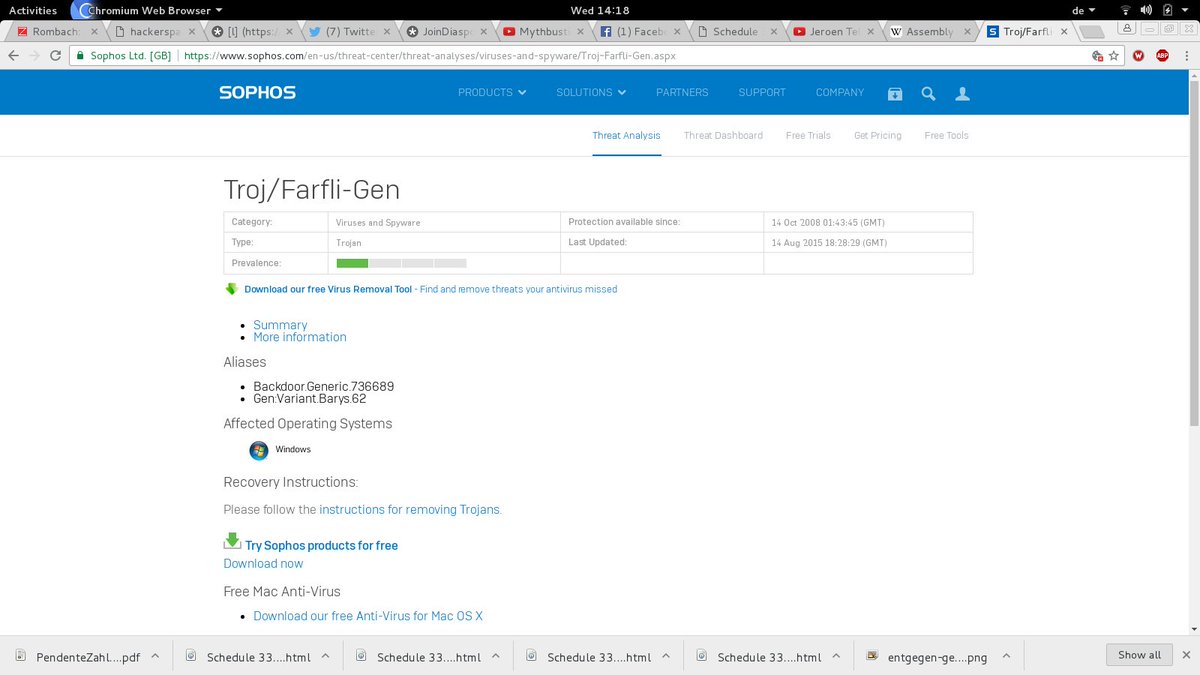 Activities Chromium Web Browser Wed 14:18 de
Rombach: hackerspa [l] (https:/ (7) Twitte JoinDiasp Mythbust (1) Faceb Schedule Jeroen Tel Assembly Troj/Farfli
Sophos Ltd. [GB] https://www.sophos.com/en-us/threat-center/threat-analyses/viruses-and-spyware/Troj-Farfli-Gen.aspx
SOPHOS PRODUCTS SOLUTIONS PARTNERS SUPPORT COMPANY
Threat Analysis Threat Dashboard Free Trials Get Pricing Free Tools
Troj/Farfli-Gen
Category: Viruses and Spyware Protection available since: 14 Oct 2008 01:43:45 (GMT)
Type: Trojan Last Updated: 14 Aug 2015 18:28:29 (GMT)
Prevalence:
Download our free Virus Removal Tool - Find and remove threats your antivirus missed
Summary
More information
Aliases
Backdoor.Generic.736689
Gen:Variant.Barys.62
Affected Operating Systems
Windows
Recovery Instructions:
Please follow the instructions for removing Trojans.
Try Sophos products for free
Download now
Free Mac Anti-Virus
Download our free Anti-Virus for Mac OS X
PendenteZahl....pdf Schedule 33....html Schedule 33....html Schedule 33....html Schedule 33....html entgegen-ge....png Show all